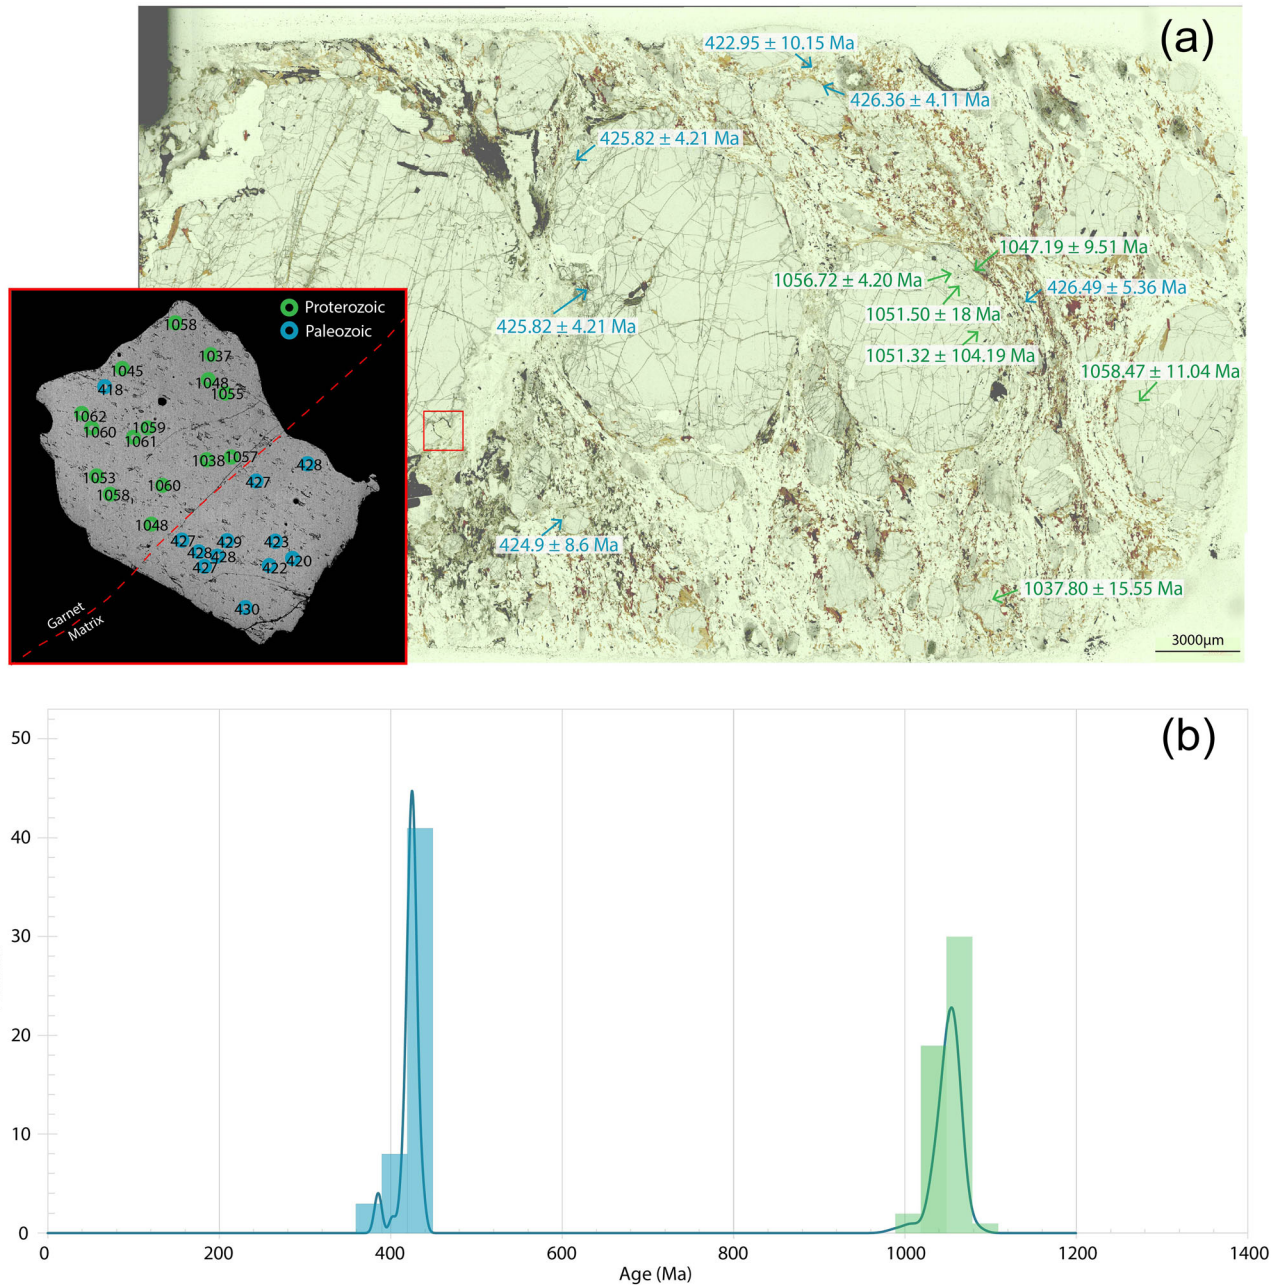 (a)
422.95 ± 10.15 Ma
426.36 ± 4.11 Ma
425.82 ± 4.21 Ma
1047.19 ± 9.51 Ma
1056.72 ± 4.20 Ma
426.49 ± 5.36 Ma
1051.50 ± 18 Ma
425.82 ± 4.21 Ma
1051.32 ± 104.19 Ma
1058.47 ± 11.04 Ma
424.9 ± 8.6 Ma
1037.80 ± 15.55 Ma
3000µm
Proterozoic
Paleozoic
1058
1037
1045
418
1048
1055
1062
1060
1059
1061
1038
1057
428
427
1053
1058
1060
1048
427
429
423
428
428
427
422
420
430
Garnet
Matrix
(b)
50
40
30
20
10
0
0 200 400 600 800 1000 1200 1400
Age (Ma)